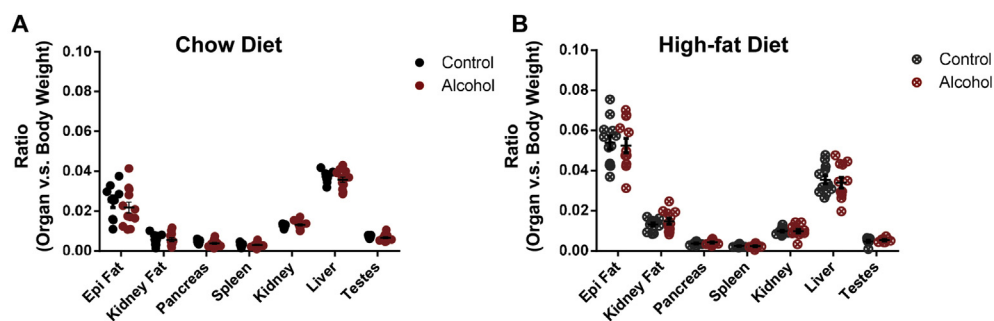 A
Chow Diet
Ratio
(Organ v.s. Body Weight)
0.10
0.08
0.06
0.04
0.02
0.00
Control
Alcohol
Epi Fat
Kidney Fat
Pancreas
Spleen
Kidney
Liver
Testes
B
High-fat Diet
Ratio
(Organ v.s. Body Weight)
0.10
0.08
0.06
0.04
0.02
0.00
Control
Alcohol
Epi Fat
Kidney Fat
Pancreas
Spleen
Kidney
Liver
Testes